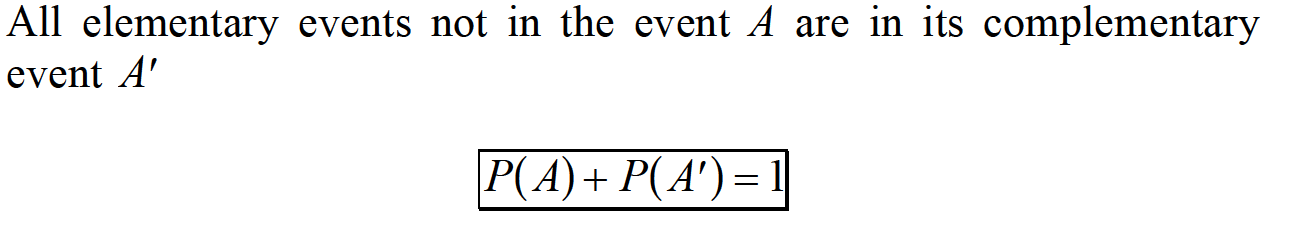 All elementary events not in the event A are in its complementary
event A′
P(A)+ P(A′)=1